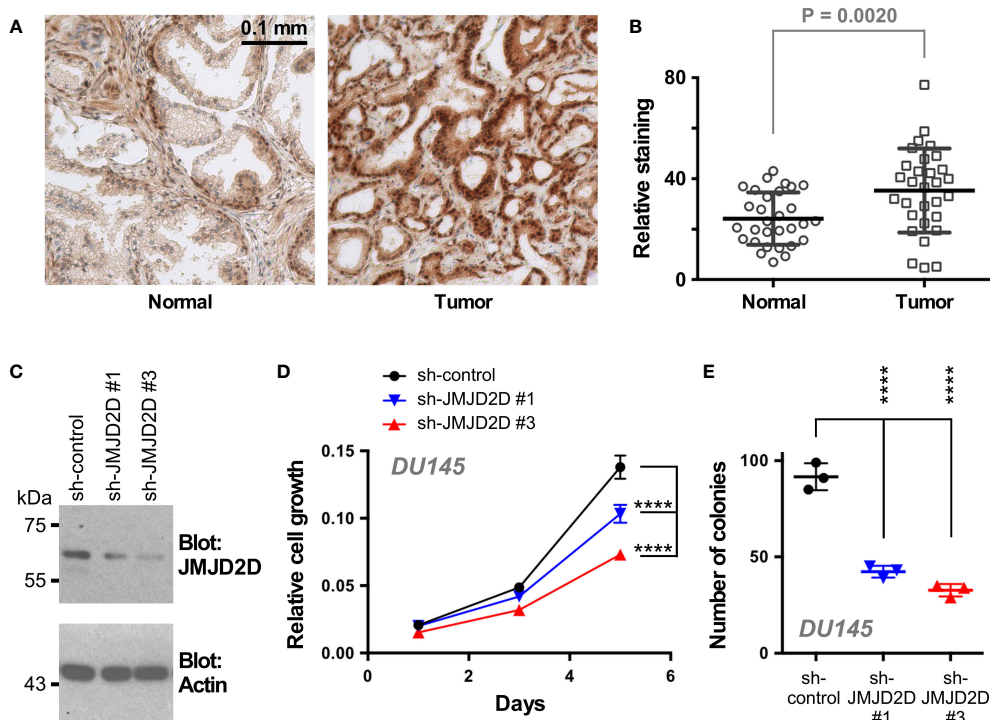 A
0.1 mm
Normal
Tumor
B
P = 0.0020
Relative staining
80
40
0
Normal
Tumor
C
sh-control
sh-JMJD2D #1
sh-JMJD2D #3
kDa
75
55
Blot:
JMJD2D
43
Blot:
Actin
D
sh-control
sh-JMJD2D #1
sh-JMJD2D #3
DU145
Relative cell growth
0.15
0.10
0.05
0.00
0
2
4
6
Days
****
****
E
****
****
Number of colonies
100
50
0
DU145
sh-
control
sh-
JMJD2D
#1
sh-
JMJD2D
#3